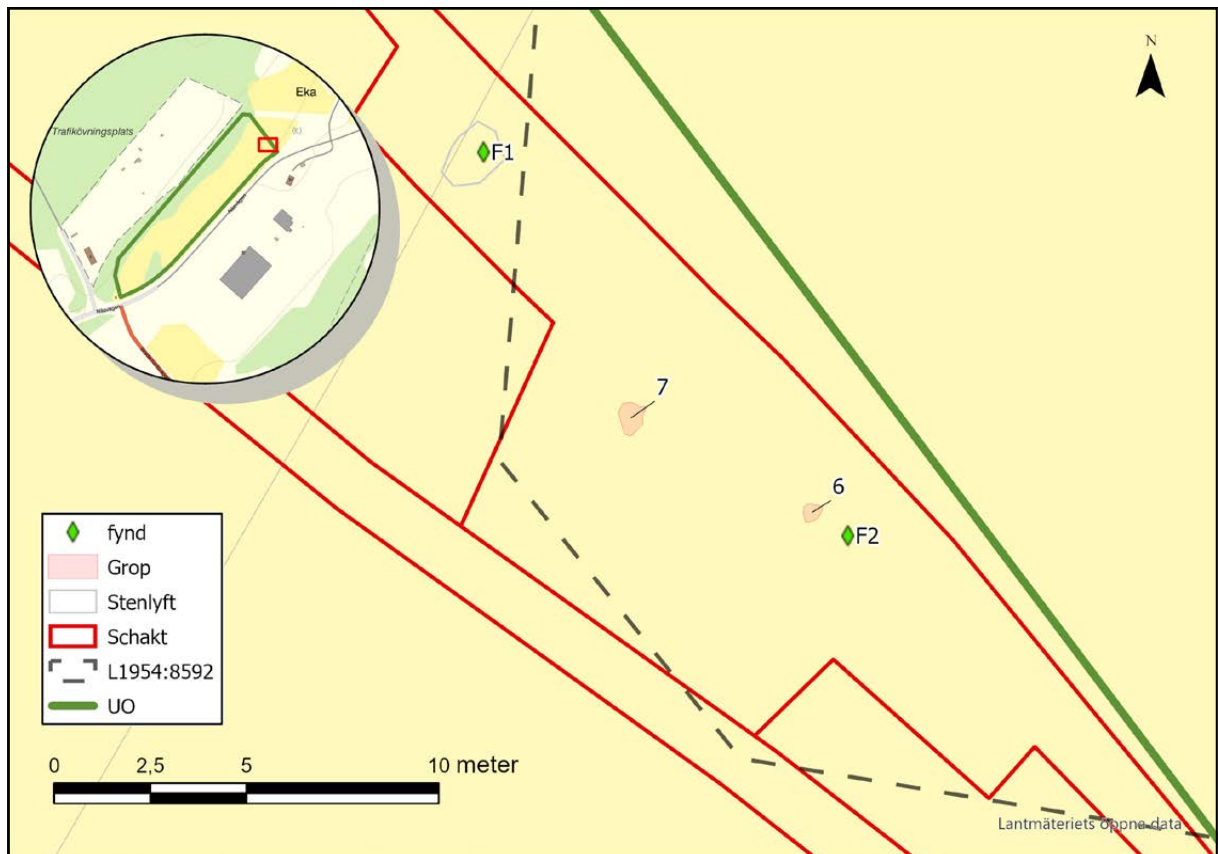 N
Eka
Trafikövningsplats
F1
7
6
F2
fynd
Grop
Stenlyft
Schakt
L1954:8592
UO
0 2,5 5 10 meter
Lantmäteriets öppna data